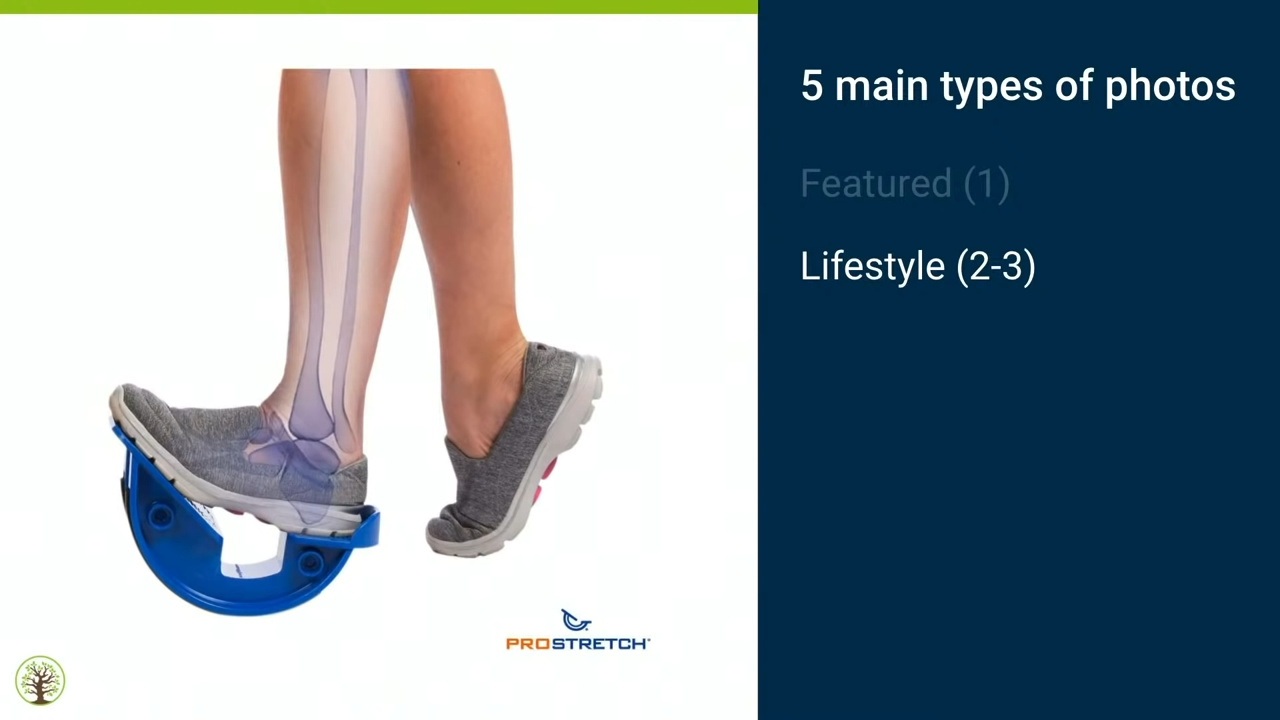 5 main types of photos
Featured (1)
Lifestyle (2-3)
PROSTRETCH